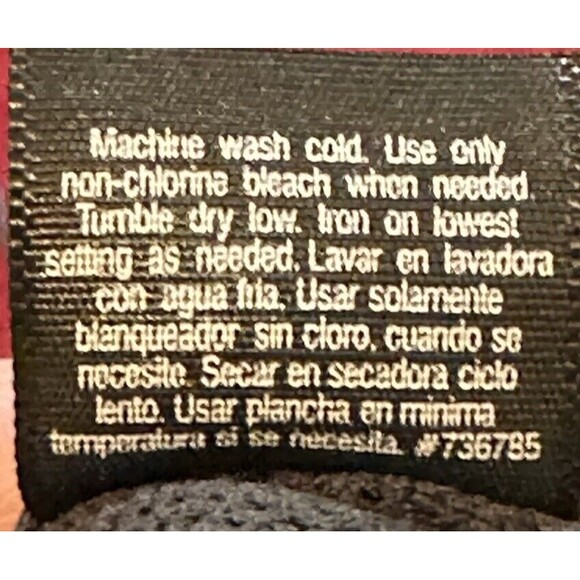 Machine wash cold. Use only
non-chlorine bleach when needed.
Tumble dry low. Iron on lowest
setting as needed. Lavar en lavadora
con agua fria. Usar solamente
blanqueador sin cloro, cuando se
necesite. Secar en secadora ciclo
lento. Usar plancha en minima
temperatura si se necesita. #736785